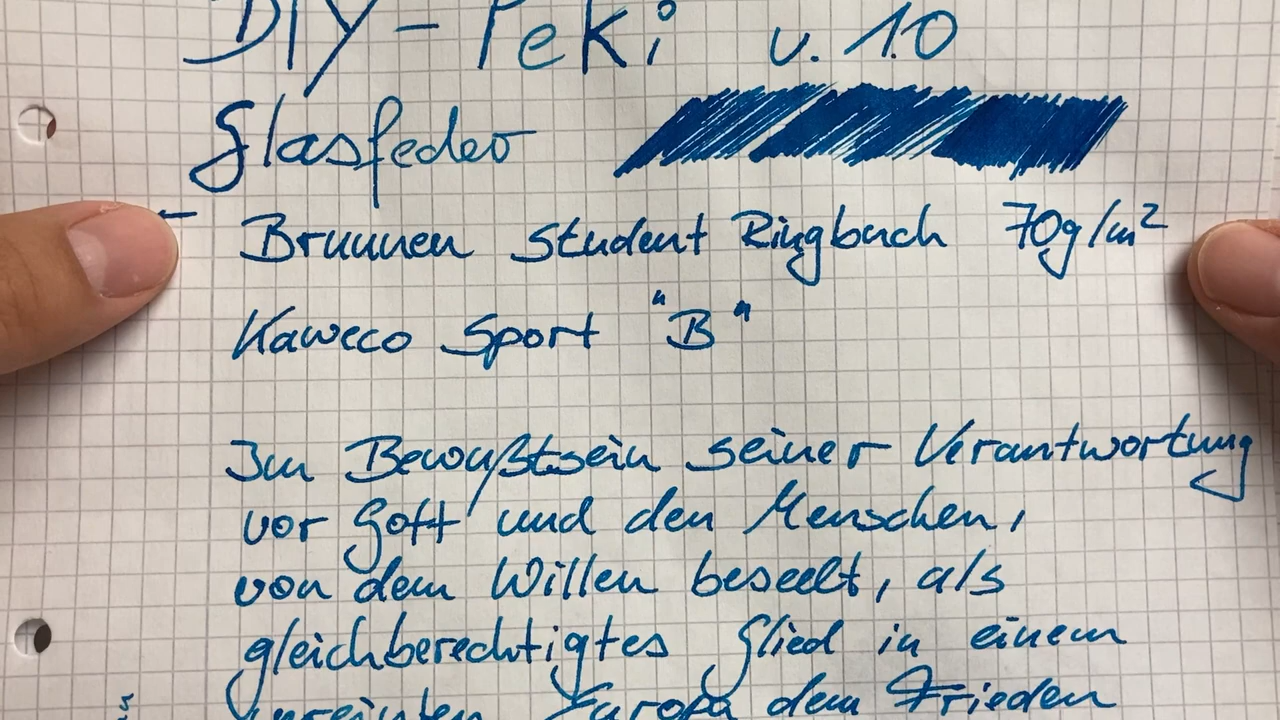 DIY - Peki v. 1.0
Glasfeder
Brunnen Student Ringbuch 70g/m²
Kaweco Sport "B"
Im Bewußtsein seiner Verantwortung
vor Gott und den Menschen,
von dem Willen beseelt, als
gleichberechtigtes Glied in einem
vereinten Europa dem Frieden